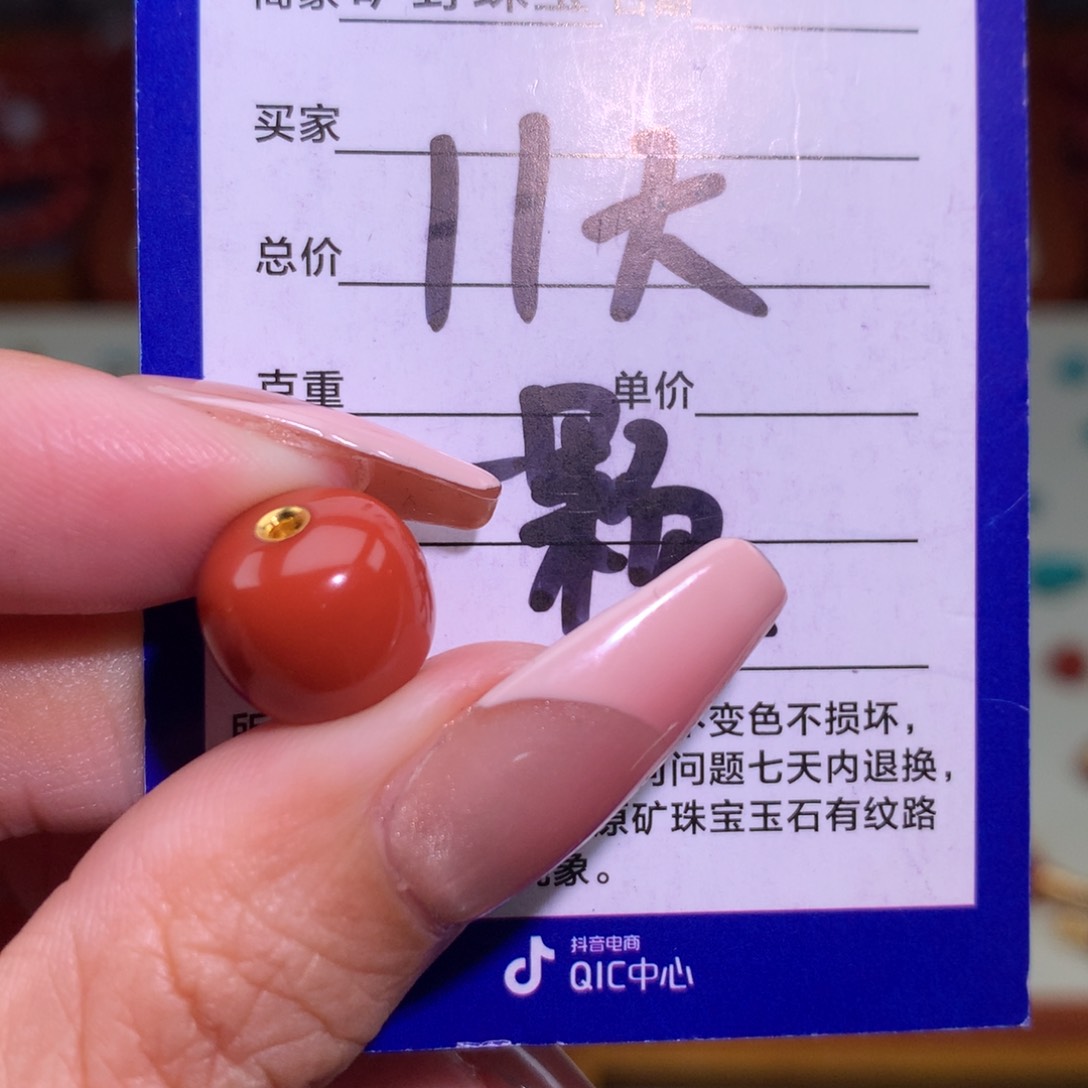 买家
总价
11大
克重 单价
颗
变色不损坏，
问题七天内退换，
原矿珠宝玉石有纹路
象。
抖音电商
QIC中心